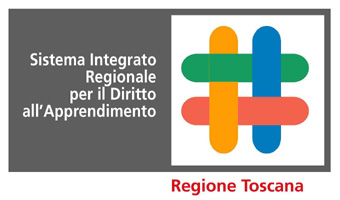 Sistema Integrato
Regionale
per il Diritto
all'Apprendimento
Regione Toscana